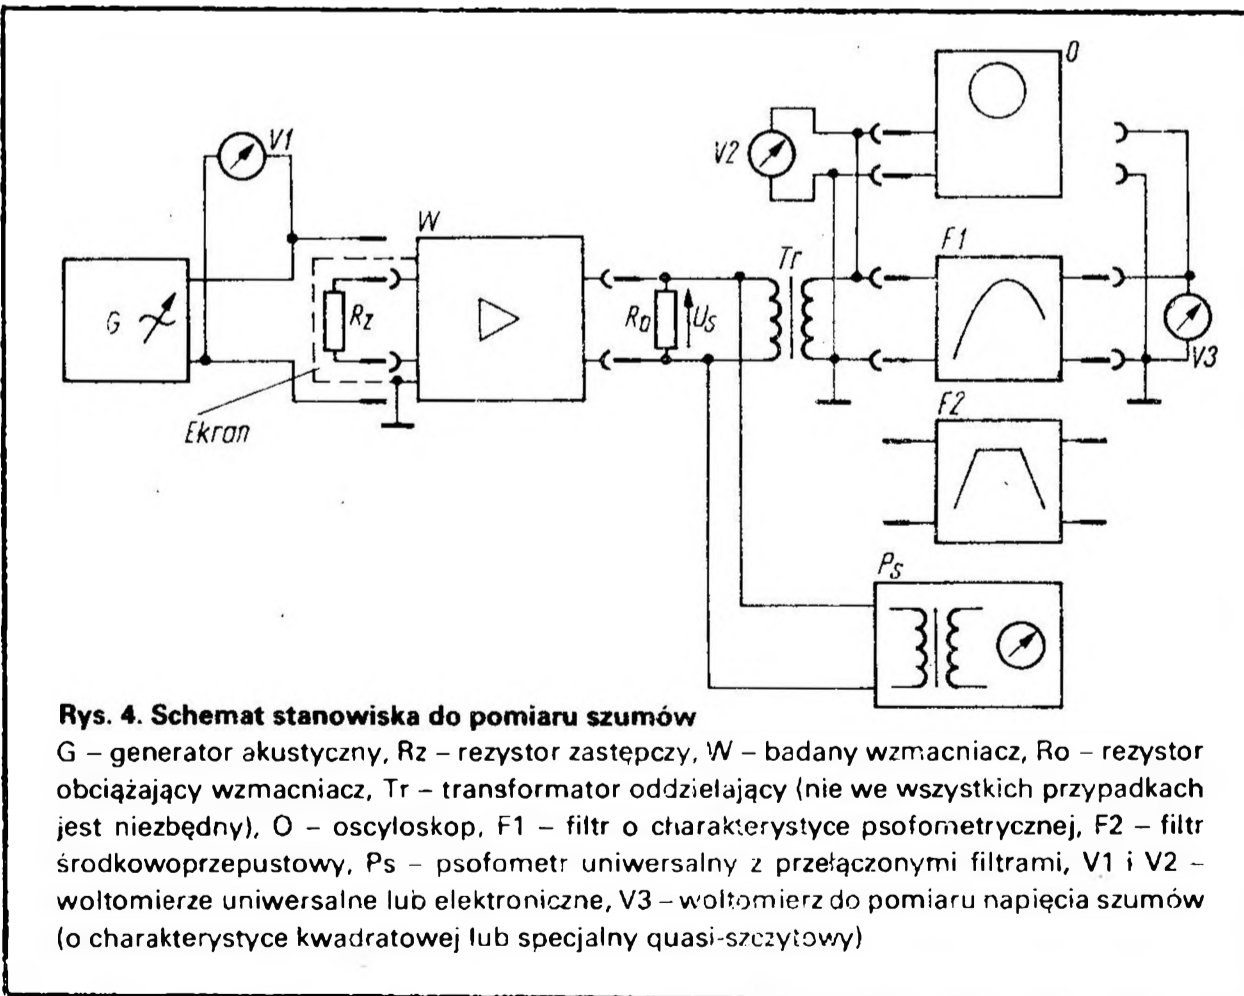 O
V1
V2
W
Tr
F1
G
Rz
Ro
Us
V3
Ekran
F2
Ps
Rys. 4. Schemat stanowiska do pomiaru szumów
G – generator akustyczny, Rz – rezystor zastępczy, W – badany wzmacniacz, Ro – rezystor
obciążający wzmacniacz, Tr – transformator oddzielający (nie we wszystkich przypadkach
jest niezbędny), O – oscyloskop, F1 – filtr o charakterystyce psofometrycznej, F2 – filtr
środkowoprzepustowy, Ps – psofometr uniwersalny z przełączonymi filtrami, V1 i V2 –
woltomierze uniwersalne lub elektroniczne, V3 – woltomierz do pomiaru napięcia szumów
(o charakterystyce kwadratowej lub specjalny quasi-szczytowy)